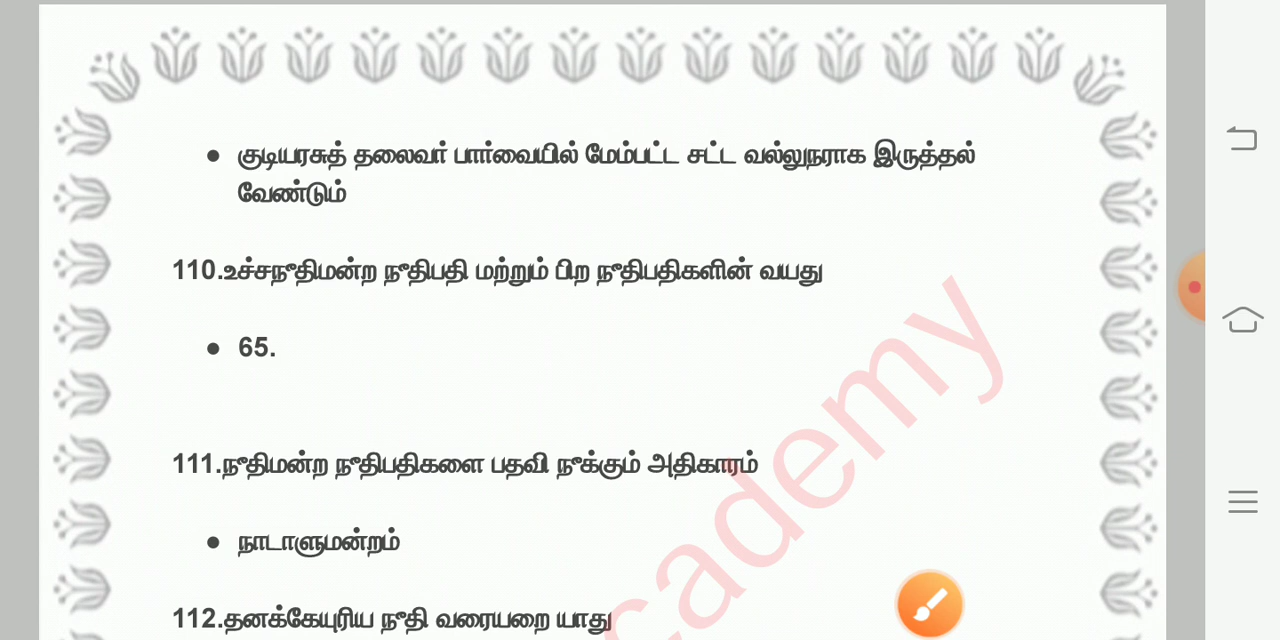 ● குடியரசுத் தலைவர் பார்வையில் மேம்பட்ட சட்ட வல்லுநராக இருத்தல்
வேண்டும்
110.உச்சநீதிமன்ற நீதிபதி மற்றும் பிற நீதிபதிகளின் வயது
● 65.
111.நீதிமன்ற நீதிபதிகளை பதவி நீக்கும் அதிகாரம்
● நாடாளுமன்றம்
cademy
112.தனக்கேயுரிய நீதி வரையறை யாது